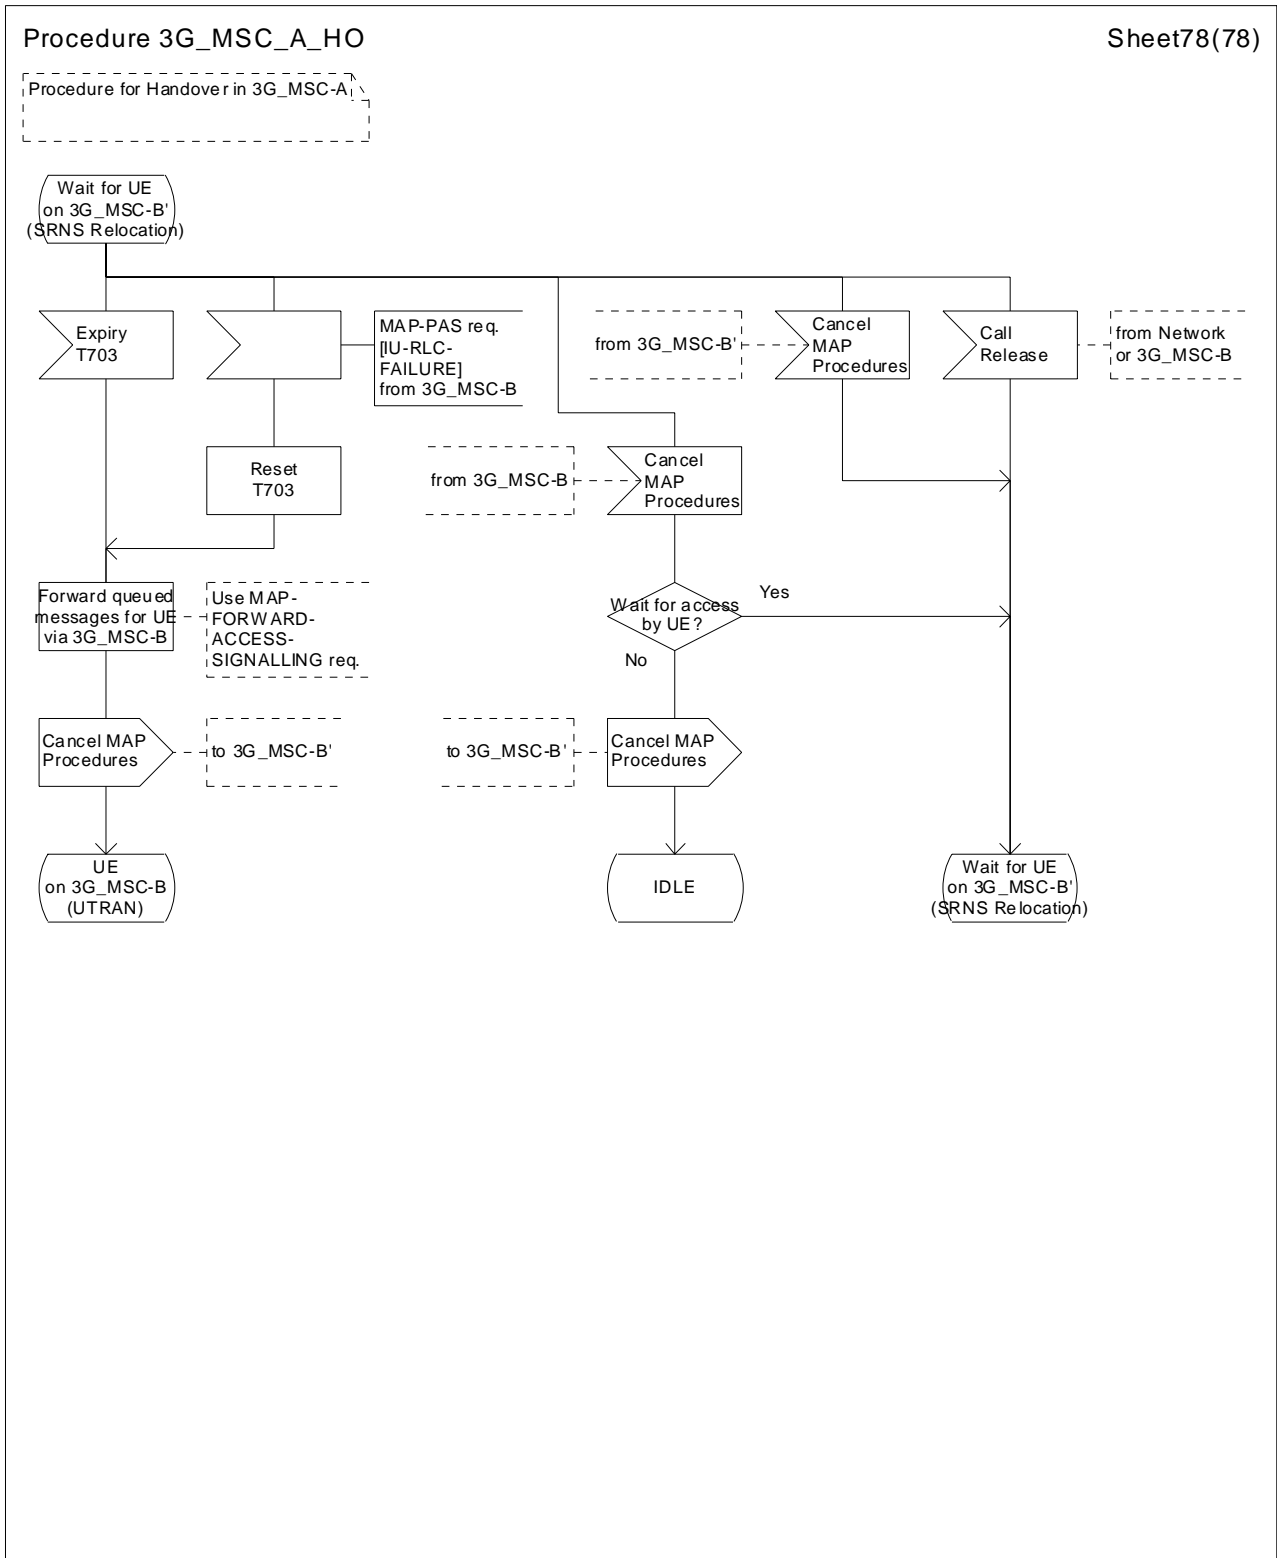 Procedure 3G_MSC_A_HO
Sheet78(78)
Procedure for Handover in 3G_MSC-A
Wait for UE
on 3G_MSC-B'
(SRNS Relocation)
Expiry
T703
MAP-PAS req.
[IU-RLC-
FAILURE]
from 3G_MSC-B
from 3G_MSC-B'
Cancel
MAP
Procedures
Call
Release
from Network
or 3G_MSC-B
Reset
T703
from 3G_MSC-B
Cancel
MAP
Procedures
Forward queued
messages for UE
via 3G_MSC-B
Use MAP-
FORWARD-
ACCESS-
SIGNALLING req.
Wait for access
by UE?
Yes
No
Cancel MAP
Procedures
to 3G_MSC-B'
to 3G_MSC-B'
Cancel MAP
Procedures
UE
on 3G_MSC-B
(UTRAN)
IDLE
Wait for UE
on 3G_MSC-B'
(SRNS Relocation)